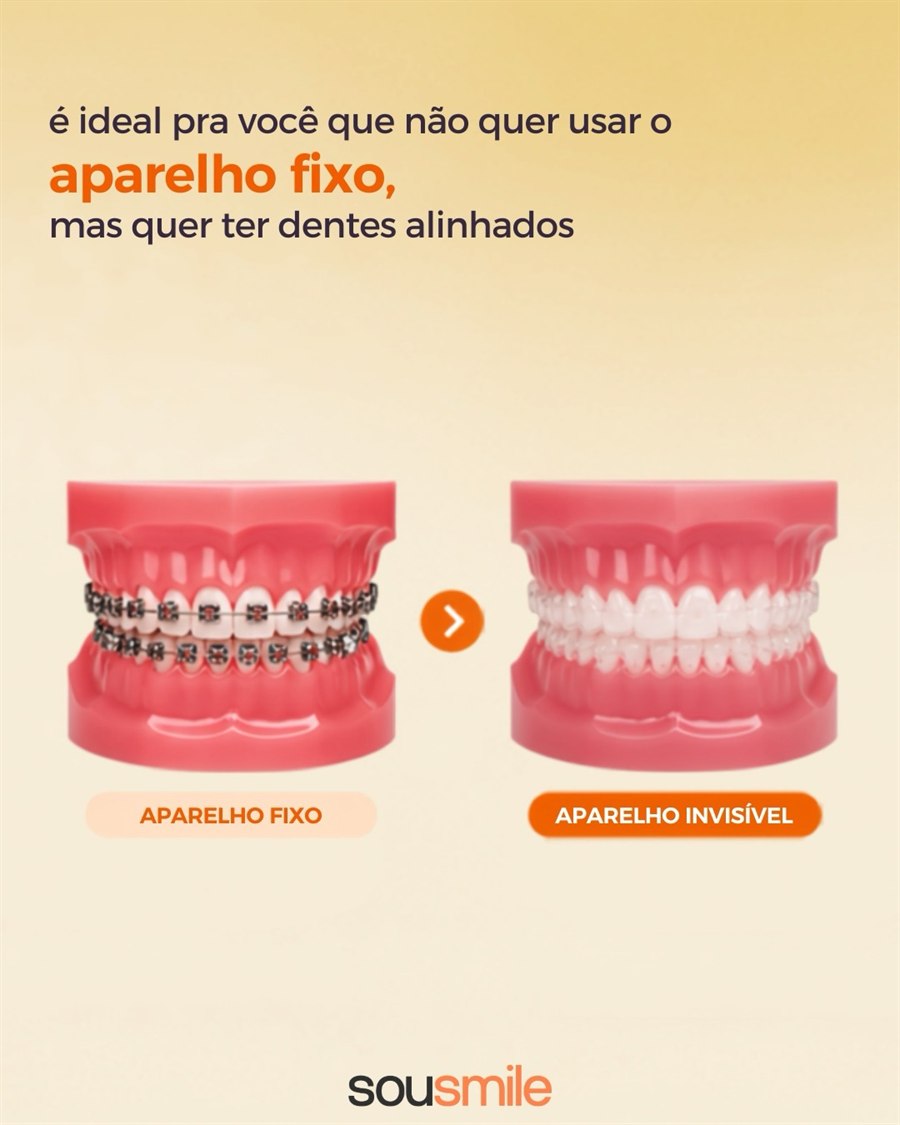 é ideal pra você que não quer usar o
aparelho fixo,
mas quer ter dentes alinhados
APARELHO FIXO
APARELHO INVISÍVEL
sousmile